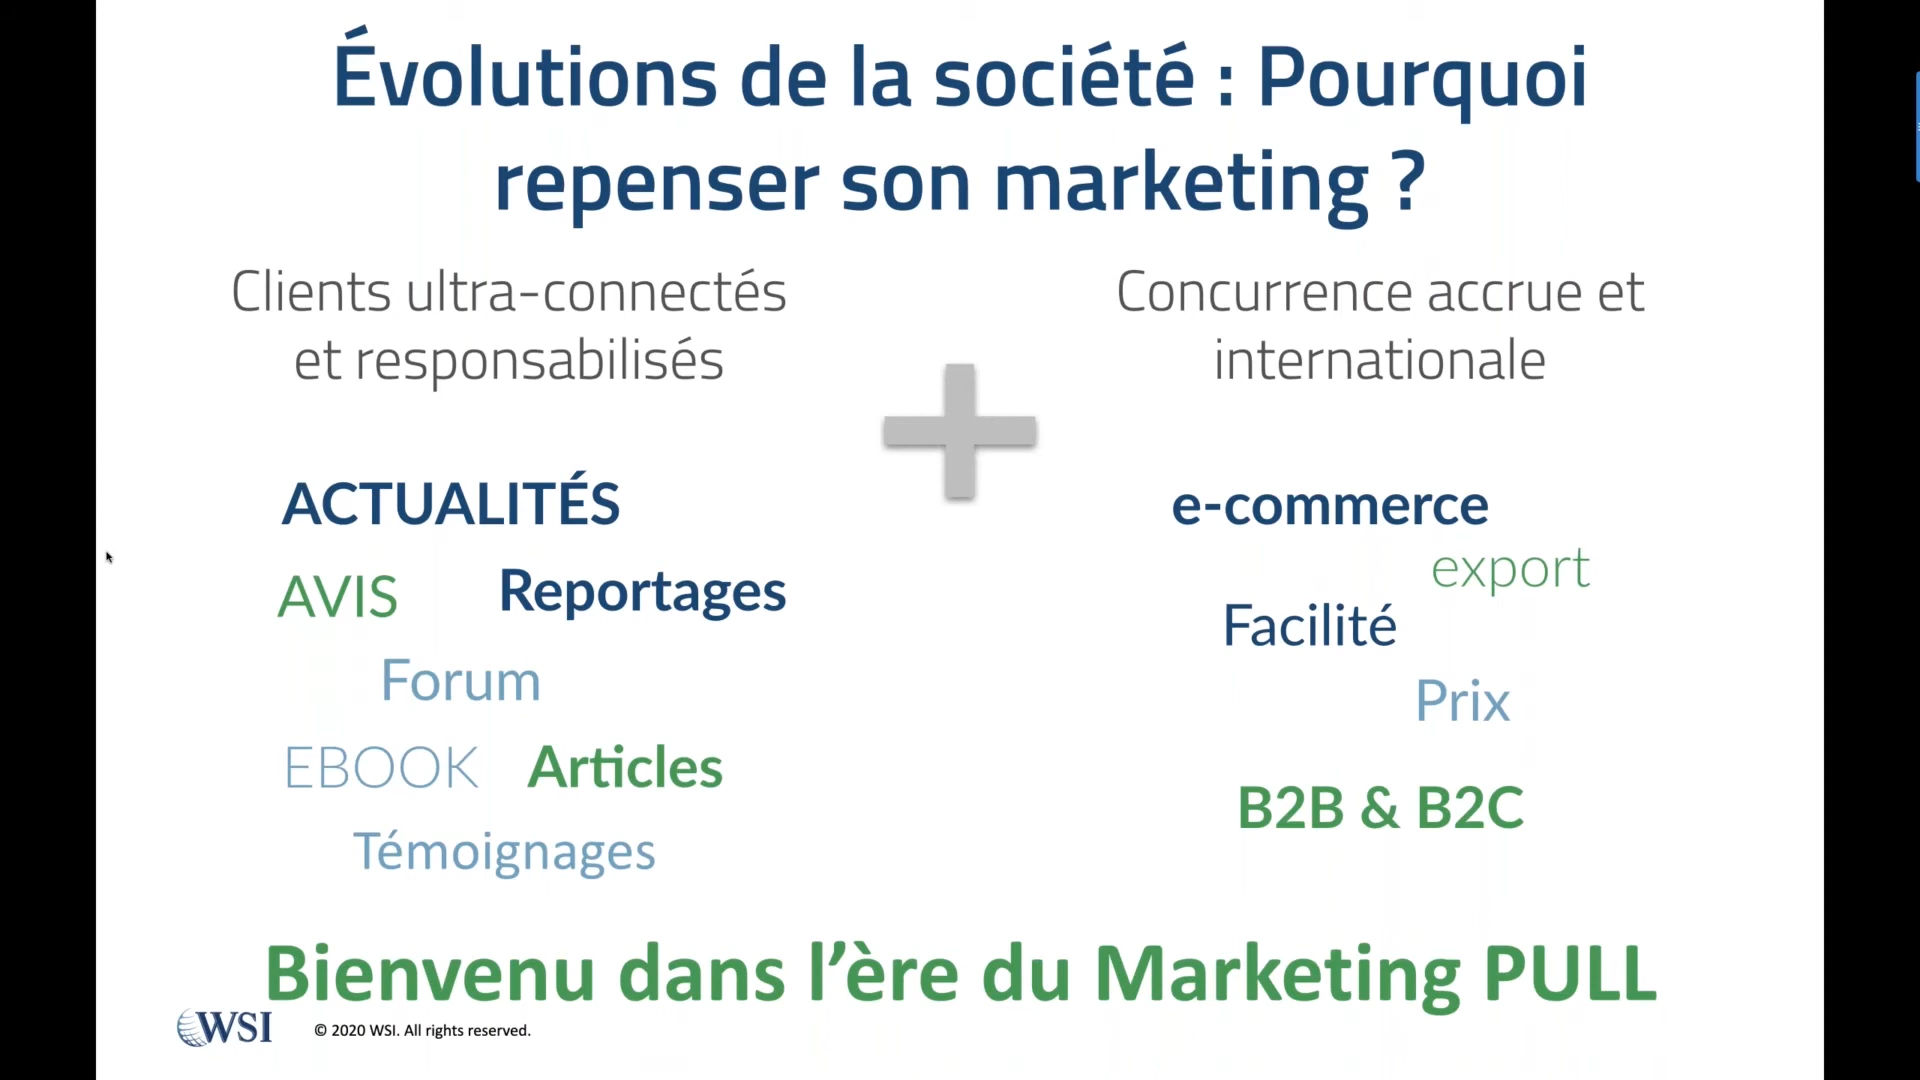 Évolutions de la société : Pourquoi
repenser son marketing ?
Clients ultra-connectés
et responsabilisés
ACTUALITÉS
AVIS Reportages
Forum
EBOOK Articles
Témoignages
Concurrence accrue et
internationale
e-commerce
export
Facilité
Prix
B2B & B2C
Bienvenu dans l’ère du Marketing PULL
WSI © 2020 WSI. All rights reserved.